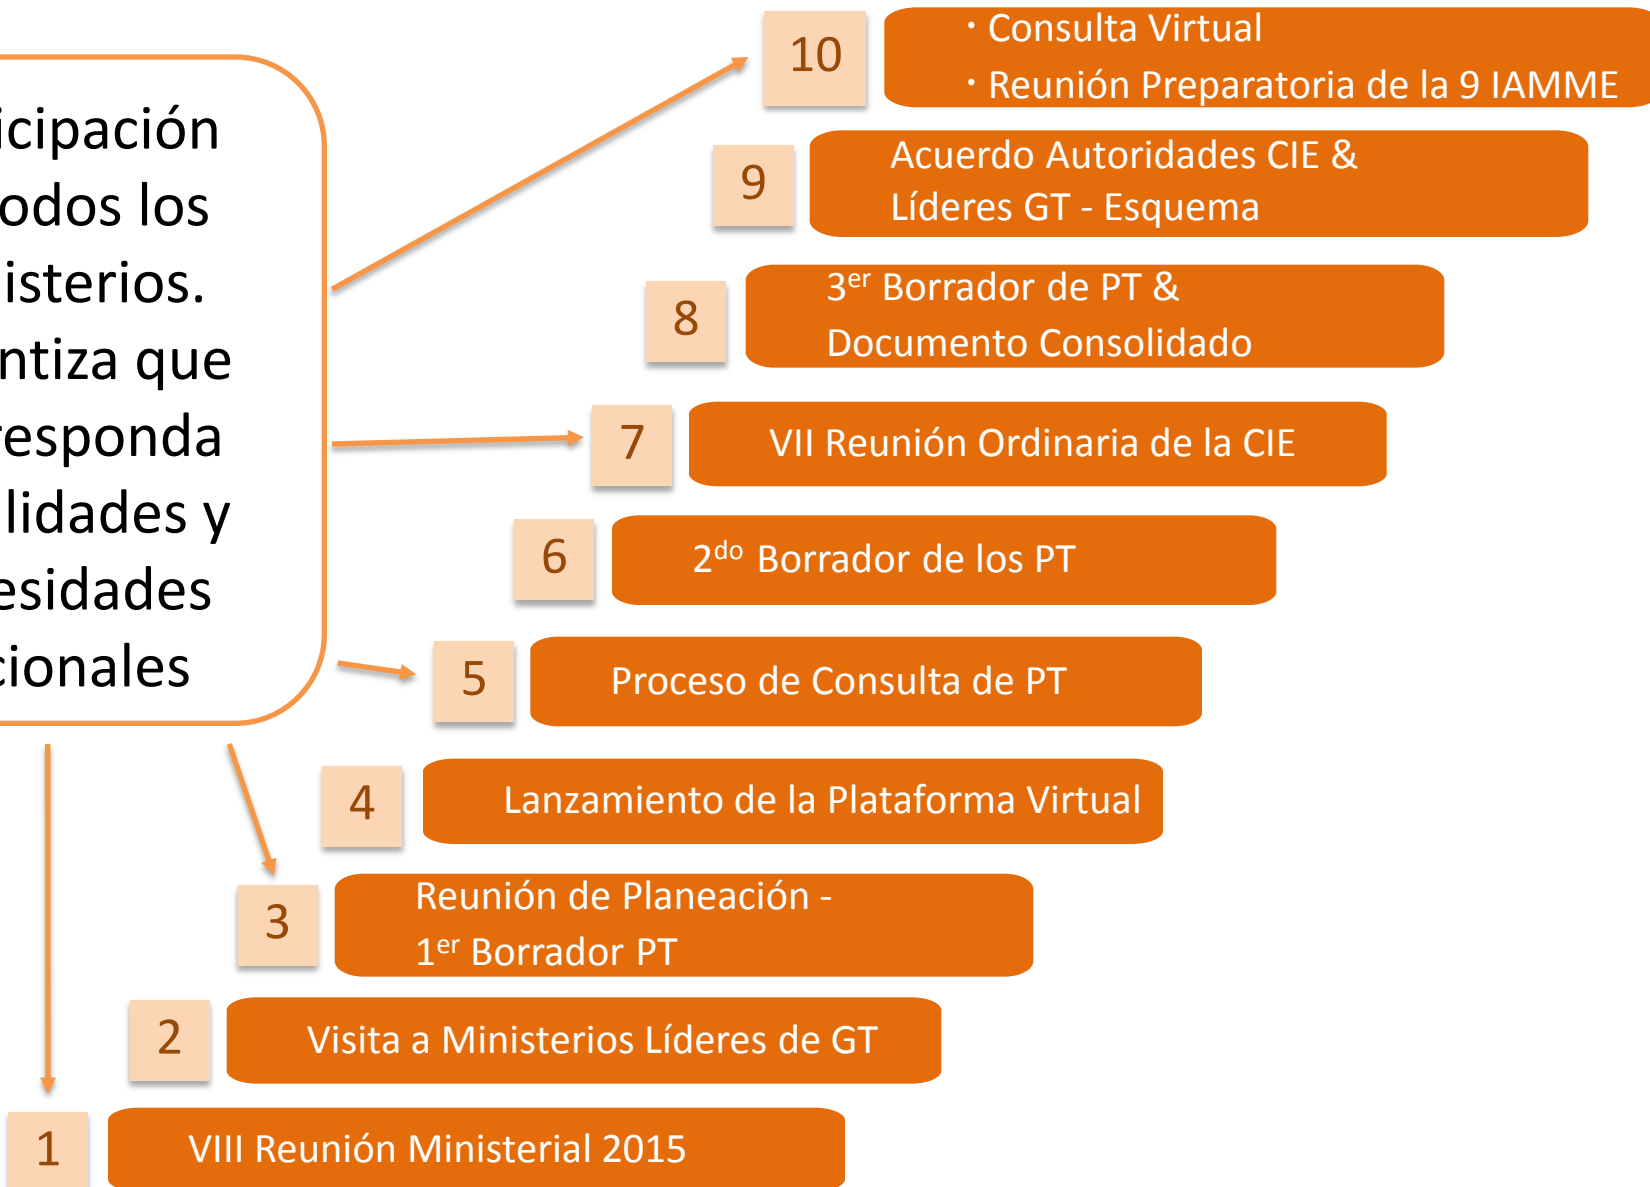 icipación
odos los
isterios.
ntiza que
responda
lidades y
esidades
cionales
10
· Consulta Virtual
· Reunión Preparatoria de la 9 IAMME
9
Acuerdo Autoridades CIE &
Líderes GT - Esquema
8
3er Borrador de PT &
Documento Consolidado
7
VII Reunión Ordinaria de la CIE
6
2do Borrador de los PT
5
Proceso de Consulta de PT
4
Lanzamiento de la Plataforma Virtual
3
Reunión de Planeación -
1er Borrador PT
2
Visita a Ministerios Líderes de GT
1
VIII Reunión Ministerial 2015